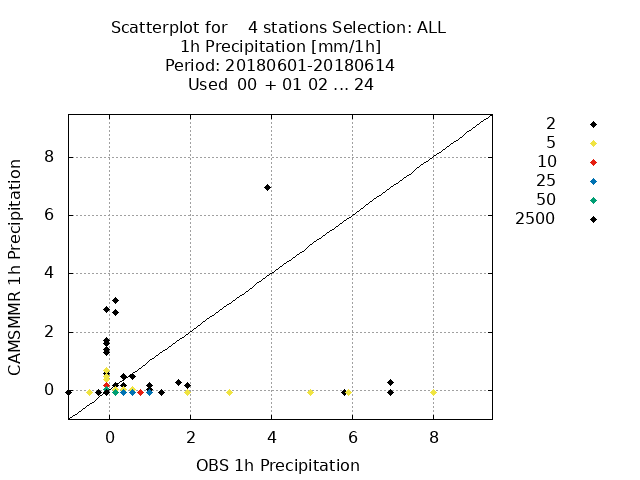 Scatterplot for 4 stations Selection: ALL
1h Precipitation [mm/1h]
Period: 20180601-20180614
Used 00 + 01 02 ... 24
2
5
10
25
50
2500
CAMSMMR 1h Precipitation
8
6
4
2
0
0 2 4 6 8
OBS 1h Precipitation